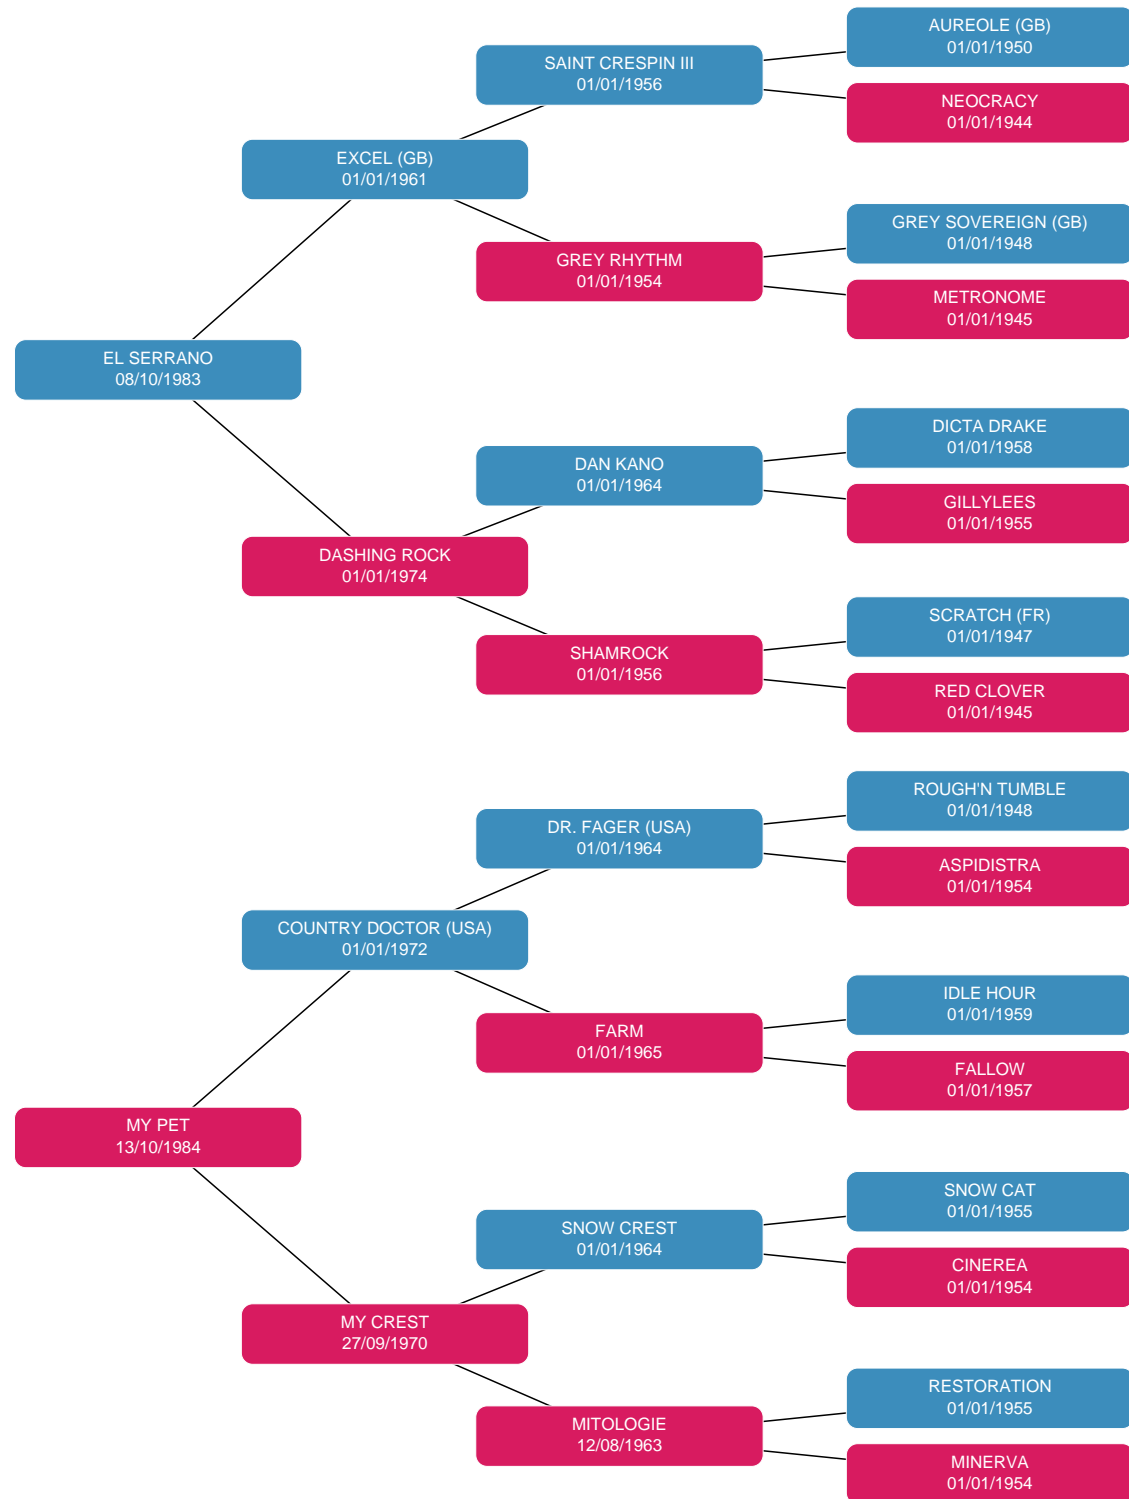 AUREOLE (GB)
01/01/1950
SAINT CRESPIN III
01/01/1956
NEOCRACY
01/01/1944
EXCEL (GB)
01/01/1961
GREY SOVEREIGN (GB)
01/01/1948
GREY RHYTHM
01/01/1954
METRONOME
01/01/1945
EL SERRANO
08/10/1983
DICTA DRAKE
01/01/1958
DAN KANO
01/01/1964
GILLYLEES
01/01/1955
DASHING ROCK
01/01/1974
SCRATCH (FR)
01/01/1947
SHAMROCK
01/01/1956
RED CLOVER
01/01/1945
ROUGH'N TUMBLE
01/01/1948
DR. FAGER (USA)
01/01/1964
ASPIDISTRA
01/01/1954
COUNTRY DOCTOR (USA)
01/01/1972
IDLE HOUR
01/01/1959
FARM
01/01/1965
FALLOW
01/01/1957
MY PET
13/10/1984
SNOW CAT
01/01/1955
SNOW CREST
01/01/1964
CINEREA
01/01/1954
MY CREST
27/09/1970
RESTORATION
01/01/1955
MITOLOGIE
12/08/1963
MINERVA
01/01/1954